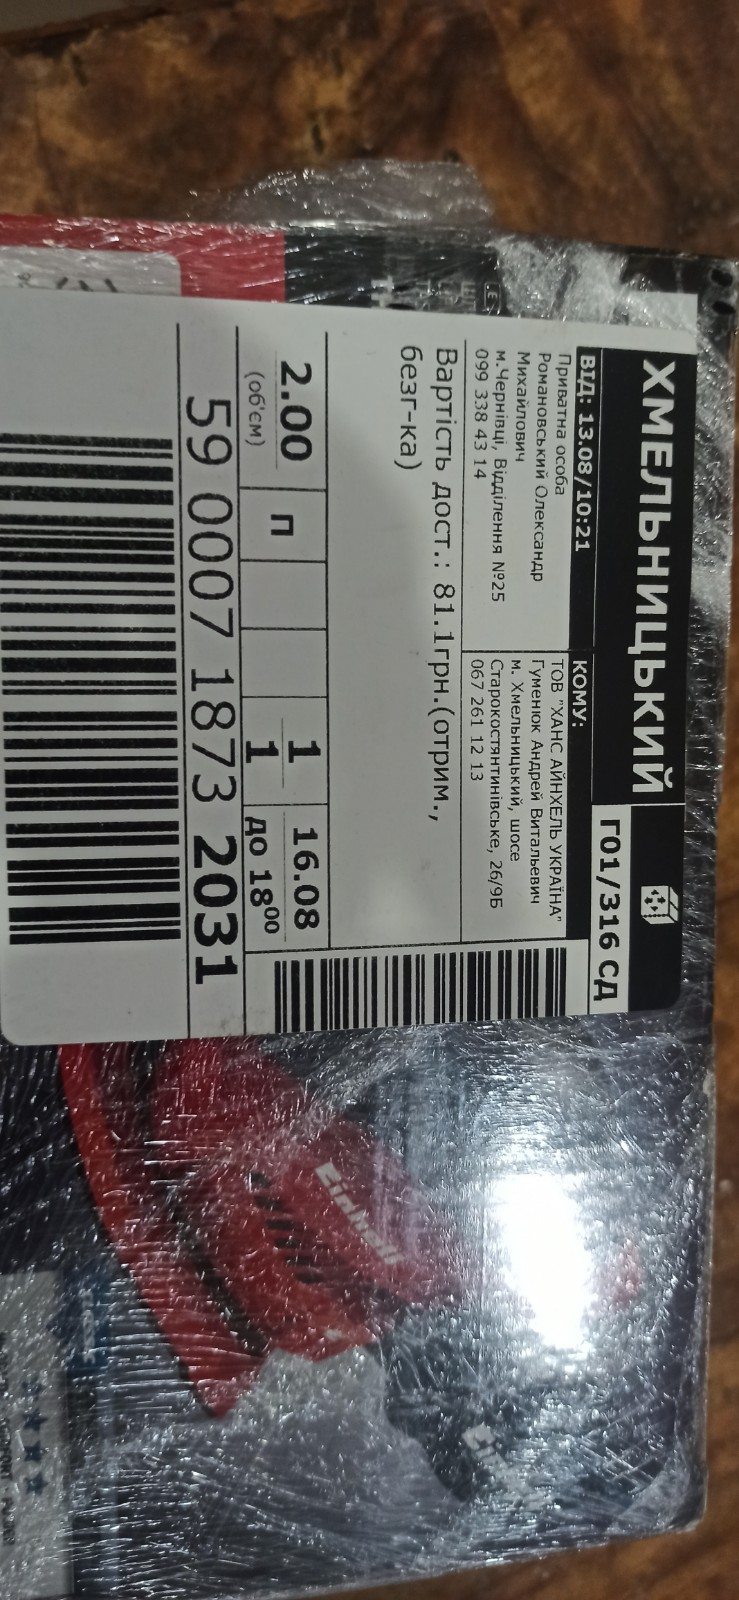 ХМЕЛЬНИЦЬКИЙ
Г01/316 СД
ВІД: 13.08/10:21
Приватна особа
Романовський Олександр
Михайлович
м.Чернівці, Відділення №25
099 338 43 14
КОМУ:
ТОВ "ХАНС АЙНХЕЛЬ УКРАЇНА"
Гуменюк Андрей Витальевич
м. Хмельницький, шосе
Старокостянтинівське, 26/9Б
067 261 12 13
Вартість дост.: 81.1грн.(отрим.,
безг-ка)
2.00
(об'єм)
П
1
1
16.08
до 18⁰⁰
59 0007 1873 2031
Einhell